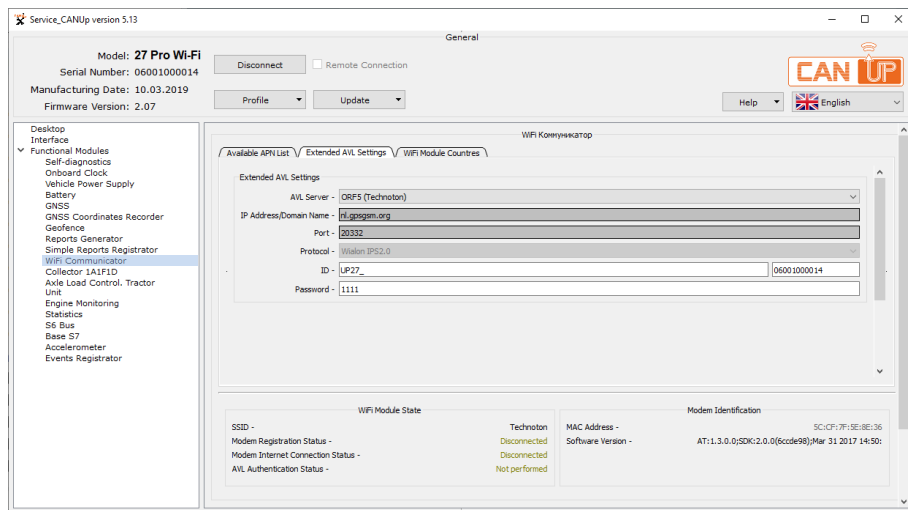 Service_CANUp version 5.13
General
Model: 27 Pro Wi-Fi
Serial Number: 06001000014
Manufacturing Date: 10.03.2019
Firmware Version: 2.07
Disconnect
Remote Connection
Profile
Update
CAN UP
Help
English
Desktop
Interface
Functional Modules
Self-diagnostics
Onboard Clock
Vehicle Power Supply
Battery
GNSS
GNSS Coordinates Recorder
Geofence
Reports Generator
Simple Reports Registrator
WiFi Communicator
Collector 1A1F1D
Axle Load Control. Tractor
Unit
Engine Monitoring
Statistics
S6 Bus
Base S7
Accelerometer
Events Registrator
WiFi Коммуникатор
Available APN List
Extended AVL Settings
WiFi Module Countres
Extended AVL Settings
AVL Server - ORF5 (Technoton)
IP Address/Domain Name - nl.gpsgsm.org
Port - 20332
Protocol - Wialon IPS2.0
ID - UP27_ 06001000014
Password - 1111
WiFi Module State
SSID - Technoton
Modem Registration Status - Disconnected
Modem Internet Connection Status - Disconnected
AVL Authentication Status - Not performed
Modem Identification
MAC Address - 5C:CF:7F:5E:8E:36
Software Version - AT:1.3.0.0;SDK:2.0.0(6ccde98);Mar 31 2017 14:50: